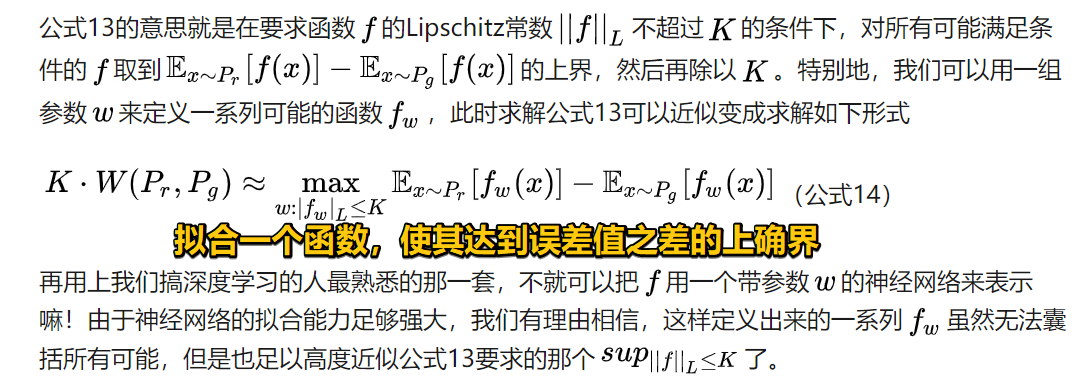 公式13的意思就是在要求函数 f 的Lipschitz常数 ||f||_L 不超过 K 的条件下，对所有可能满足条
件的 f 取到 𝔼_{x∼P_r}[f(x)] − 𝔼_{x∼P_g}[f(x)] 的上界，然后再除以 K 。特别地，我们可以用一组
参数 w 来定义一系列可能的函数 f_w ，此时求解公式13可以近似变成求解如下形式
K · W(P_r, P_g) ≈ max_{w:|f_w|_L≤K} 𝔼_{x∼P_r}[f_w(x)] − 𝔼_{x∼P_g}[f_w(x)] （公式14）
拟合一个函数，使其达到误差值之差的上确界
再用上我们搞深度学习的人最熟悉的那一套，不就可以把 f 用一个带参数 w 的神经网络来表示
嘛！由于神经网络的拟合能力足够强大，我们有理由相信，这样定义出来的一系列 f_w 虽然无法囊
括所有可能，但是也足以高度近似公式13要求的那个 sup_{||f||_L≤K} 了。